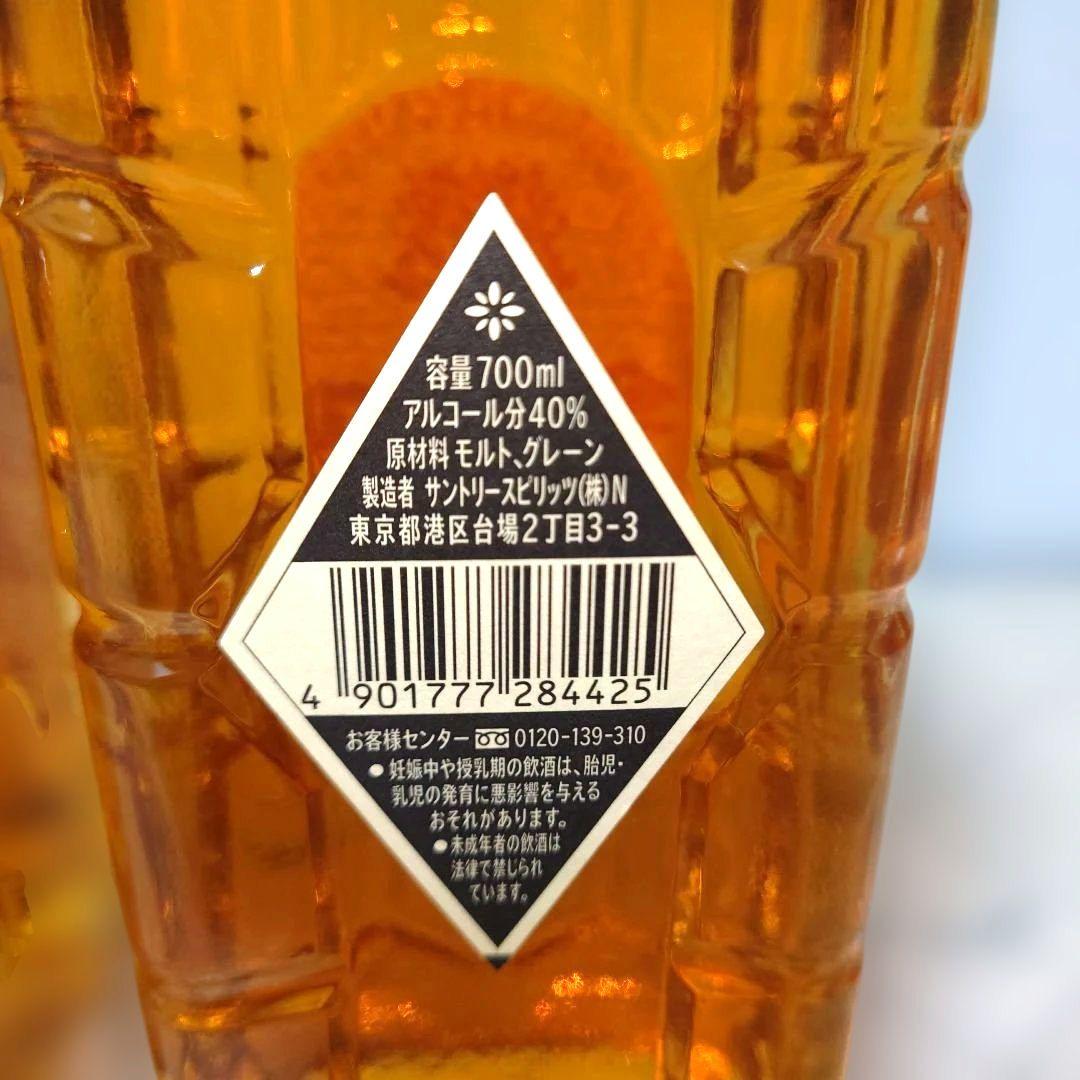 容量700ml
アルコール分40%
原材料 モルト、グレーン
製造者 サントリースピリッツ(株)N
東京都港区台場2丁目3-3
4 901777 284425
お客様センター 0120-139-310
●妊娠中や授乳期の飲酒は、胎児・
乳児の発育に悪影響を与える
おそれがあります。
●未成年者の飲酒は
法律で禁じられ
ています。